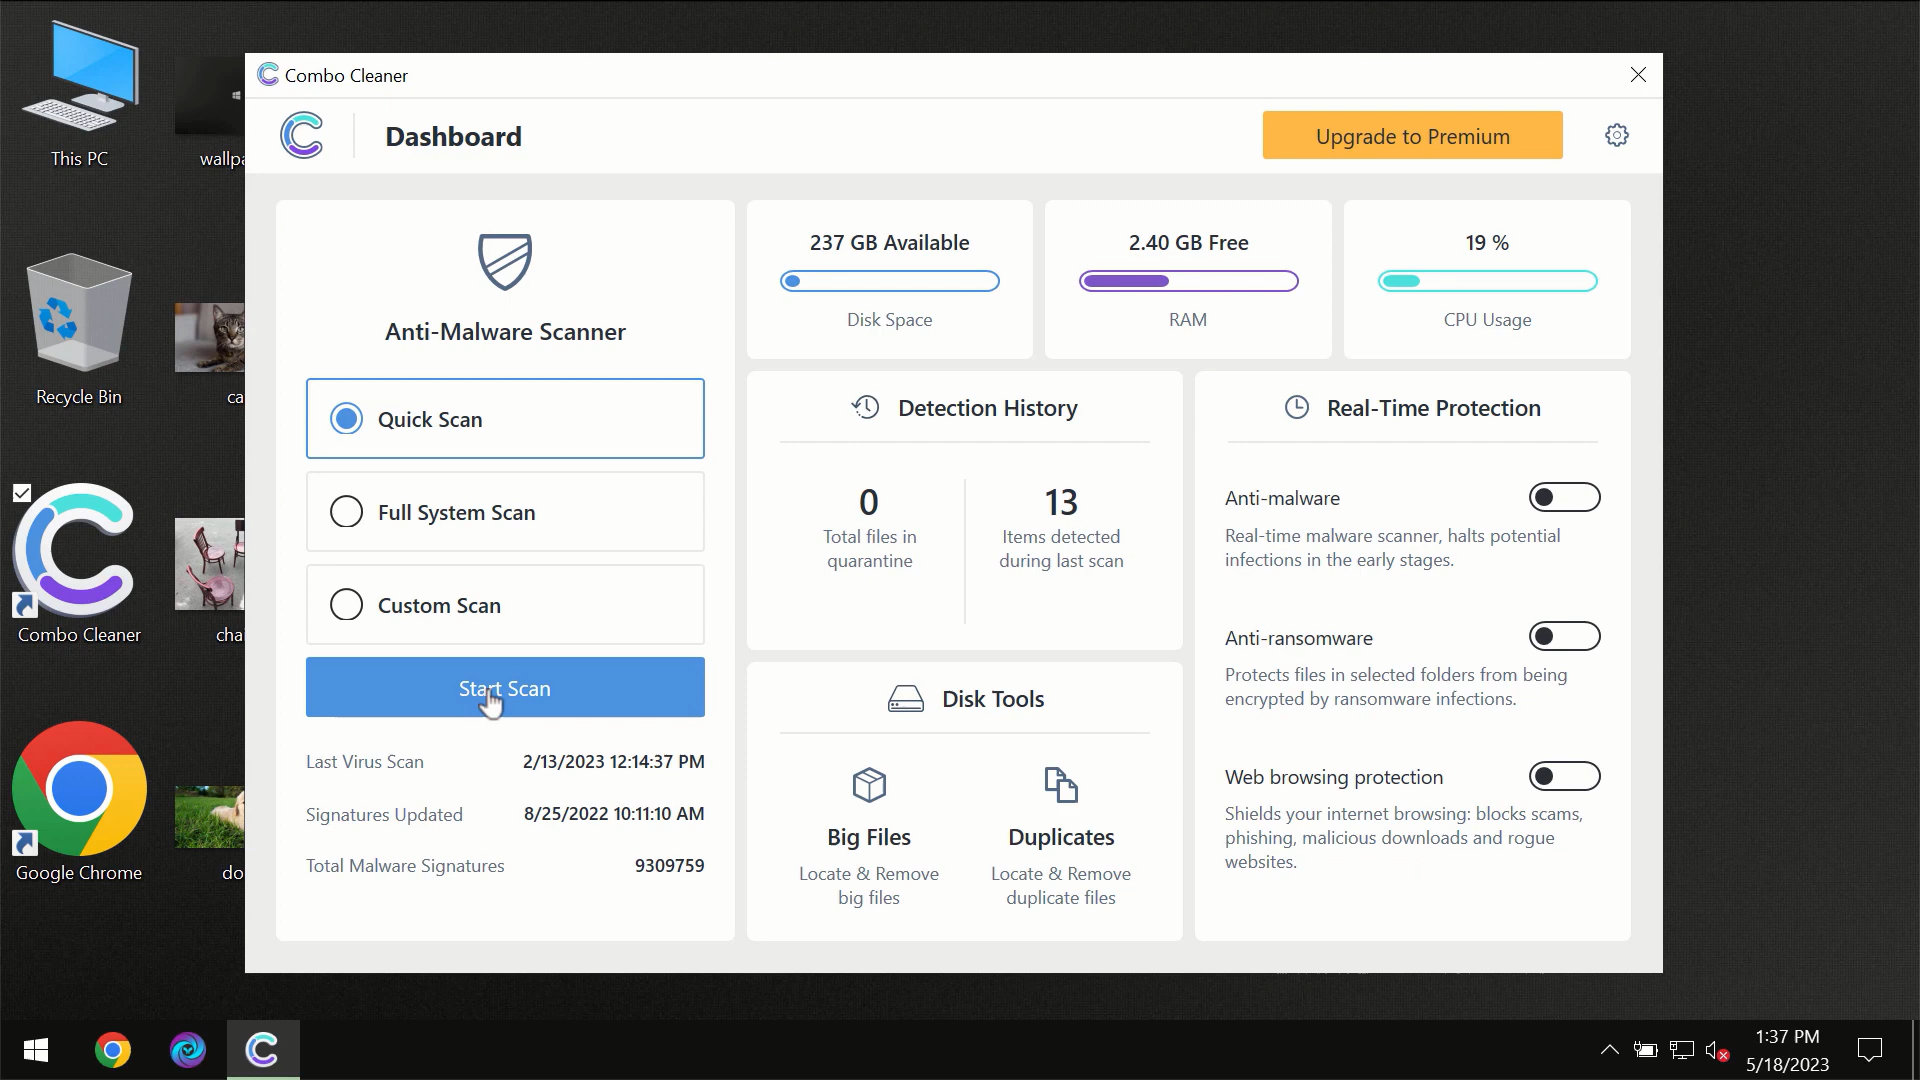 This PC
wallpa
Recycle Bin
ca
Combo Cleaner
chai
Google Chrome
do
Combo Cleaner
Dashboard
Upgrade to Premium
Anti-Malware Scanner
Quick Scan
Full System Scan
Custom Scan
Start Scan
Last Virus Scan 2/13/2023 12:14:37 PM
Signatures Updated 8/25/2022 10:11:10 AM
Total Malware Signatures 9309759
237 GB Available
Disk Space
2.40 GB Free
RAM
19 %
CPU Usage
Detection History
0
Total files in
quarantine
13
Items detected
during last scan
Disk Tools
Big Files
Locate & Remove
big files
Duplicates
Locate & Remove
duplicate files
Real-Time Protection
Anti-malware
Real-time malware scanner, halts potential
infections in the early stages.
Anti-ransomware
Protects files in selected folders from being
encrypted by ransomware infections.
Web browsing protection
Shields your internet browsing: blocks scams,
phishing, malicious downloads and rogue
websites.
1:37 PM
5/18/2023